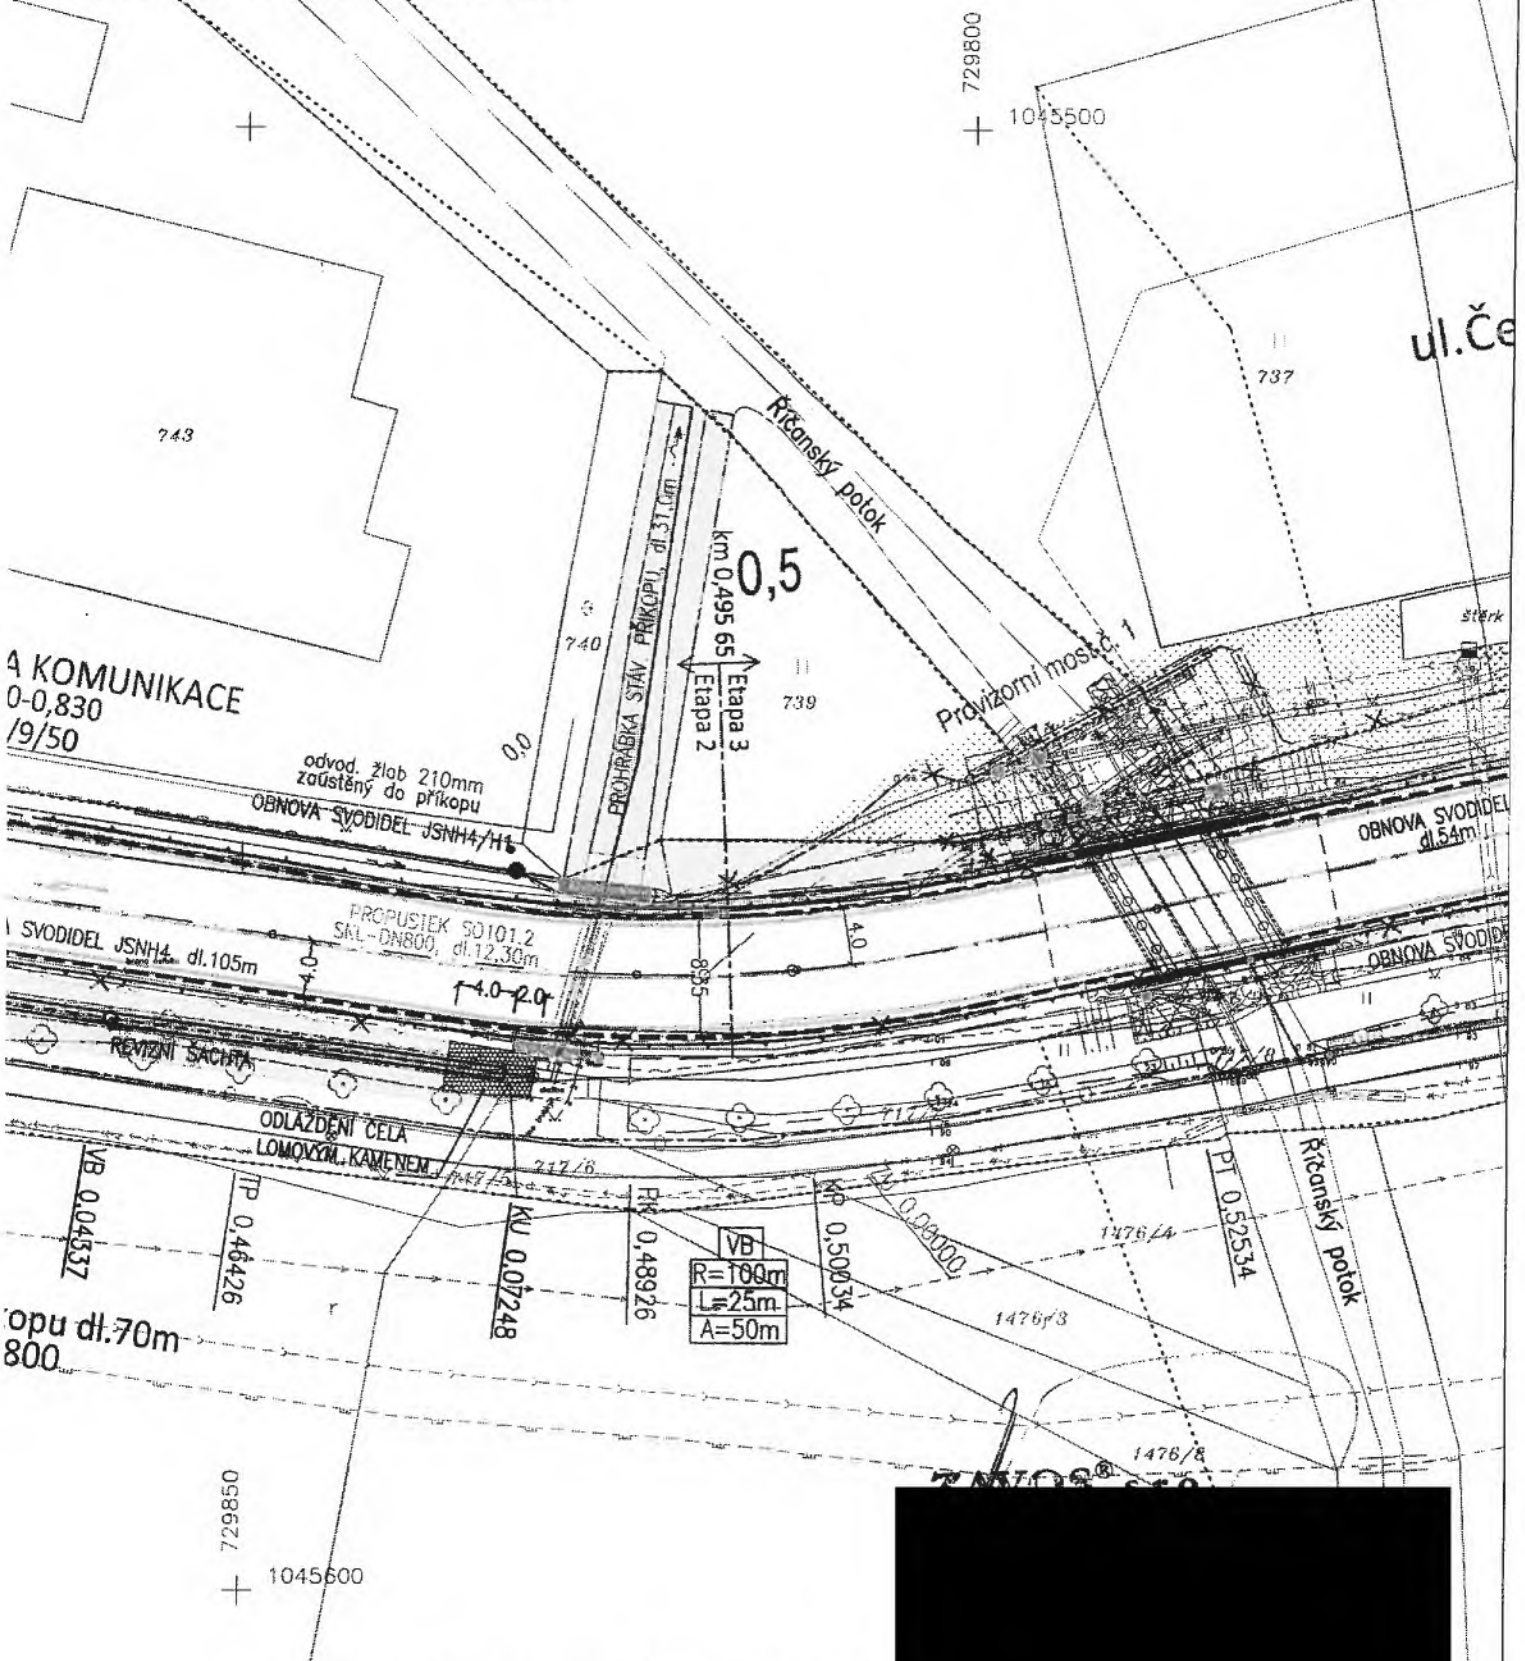 729800
1045500
ul.Če
737
743
Říčanský potok
km 0,495 65
0,5
PROHRÁBKA STÁV PŘÍKOPU, dl.31,0m
740
739
Etapa 3
Etapa 2
Provizorní most č. 1
štěrk
A KOMUNIKACE
0-0,830
/9/50
0,0
odvod. žlab 210mm
zaústěný do příkopu
OBNOVA SVODIDEL JSNH4/H1
OBNOVA SVODIDEL
dl.54m
PROPUSTEK SO101.2
SKL-DN800, dl.12,30m
SVODIDEL JSNH4 dl.105m
4.0
4.0
2.0
4.0
OBNOVA SVODID
REVIZNÍ ŠACHTA
ODLÁŽDĚNÍ ČELA
LOMOVÝM KAMENEM
717/6
VB 0,04337
TP 0,46426
KU 0,07248
0,48926
0,50034
0,00000
PT 0,52534
Říčanský potok
1476/4
VB
R=100m
L=25m
A=50m
1476/3
opu dl.70m
800
1476/8
729850
1045600